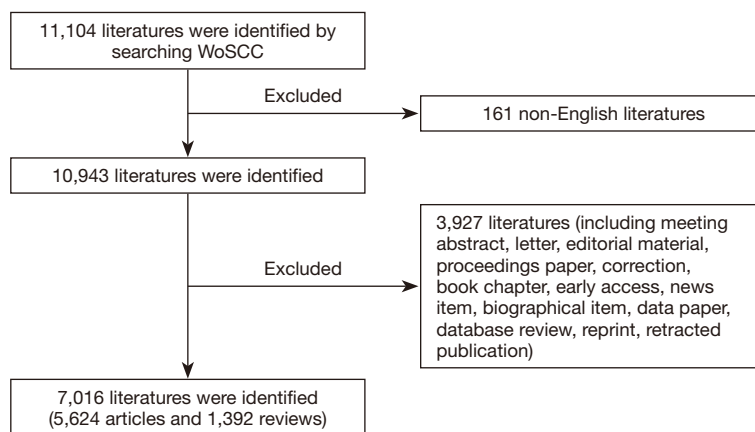 11,104 literatures were identified by
searching WoSCC
Excluded
161 non-English literatures
10,943 literatures were identified
3,927 literatures (including meeting
abstract, letter, editorial material,
proceedings paper, correction,
book chapter, early access, news
item, biographical item, data paper,
database review, reprint, retracted
publication)
Excluded
7,016 literatures were identified
(5,624 articles and 1,392 reviews)